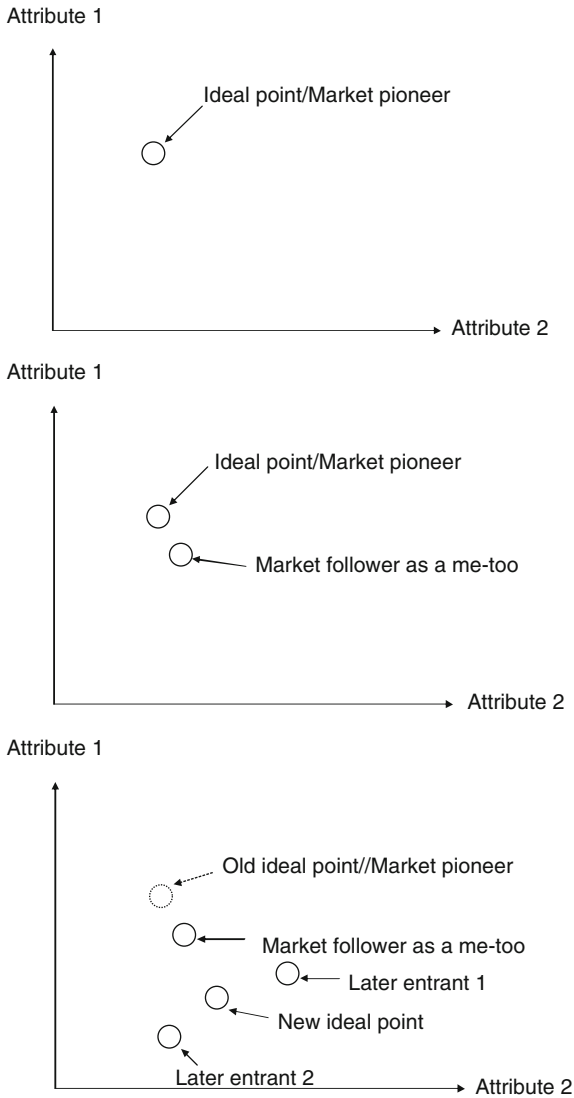 Attribute 1
Ideal point/Market pioneer
Attribute 2
Attribute 1
Ideal point/Market pioneer
Market follower as a me-too
Attribute 2
Attribute 1
Old ideal point//Market pioneer
Market follower as a me-too
Later entrant 1
New ideal point
Later entrant 2
Attribute 2